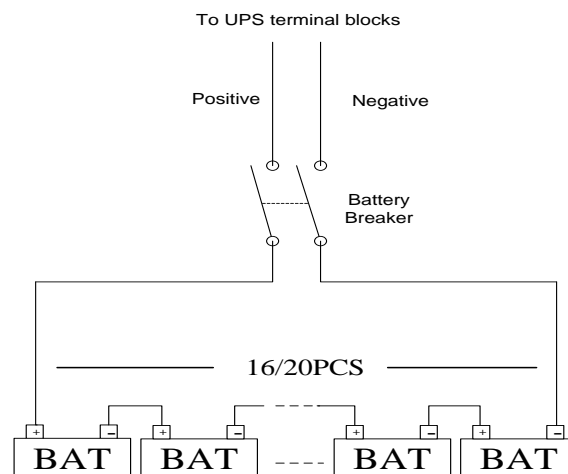 To UPS terminal blocks
Positive
Negative
Battery
Breaker
16/20PCS
+ − + − + − + −
BAT BAT BAT BAT